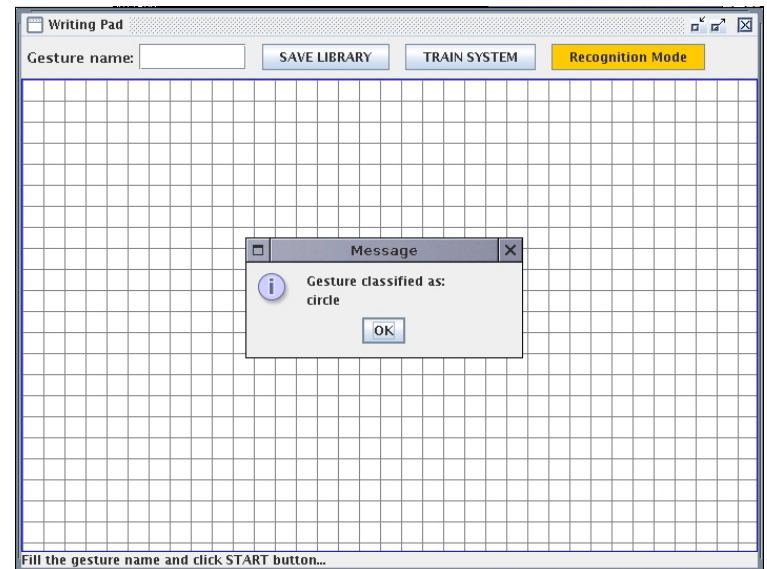 Writing Pad
Gesture name: SAVE LIBRARY TRAIN SYSTEM Recognition Mode
Message
Gesture classified as:
circle
OK
Fill the gesture name and click START button...